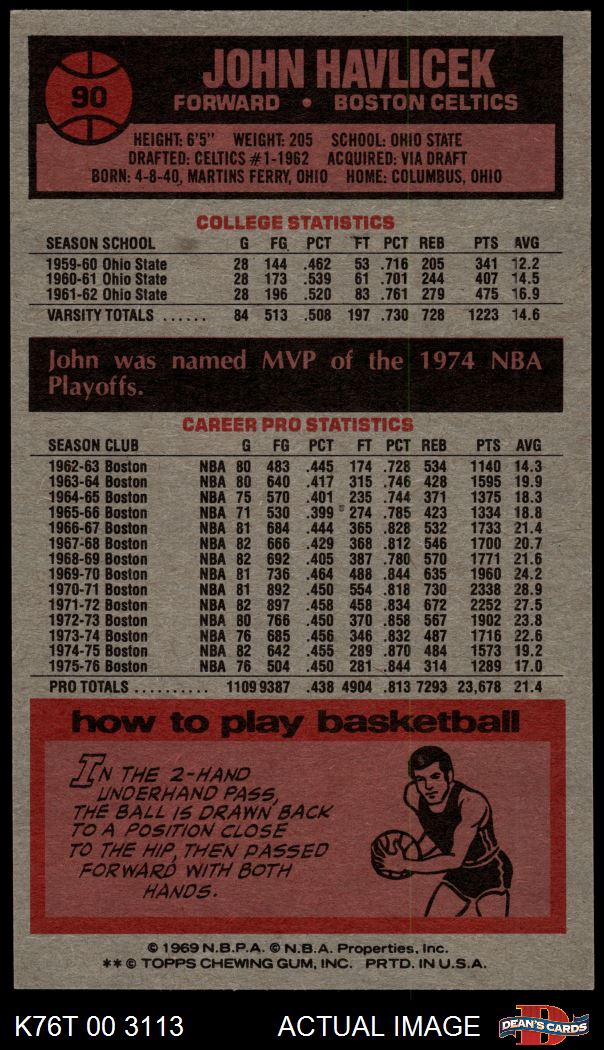 90
JOHN HAVLICEK
FORWARD • BOSTON CELTICS
HEIGHT: 6'5" WEIGHT: 205 SCHOOL: OHIO STATE
DRAFTED: CELTICS #1-1962 ACQUIRED: VIA DRAFT
BORN: 4-8-40, MARTINS FERRY, OHIO HOME: COLUMBUS, OHIO
COLLEGE STATISTICS
SEASON SCHOOL G FG PCT FT PCT REB PTS AVG
1959-60 Ohio State 28 144 .462 53 .716 205 341 12.2
1960-61 Ohio State 28 173 .539 61 .701 244 407 14.5
1961-62 Ohio State 28 196 .520 83 .761 279 475 16.9
VARSITY TOTALS ...... 84 513 .508 197 .730 728 1223 14.6
John was named MVP of the 1974 NBA
Playoffs.
CAREER PRO STATISTICS
SEASON CLUB G FG PCT FT PCT REB PTS AVG
1962-63 Boston NBA 80 483 .445 174 .728 534 1140 14.3
1963-64 Boston NBA 80 640 .417 315 .746 428 1595 19.9
1964-65 Boston NBA 75 570 .401 235 .744 371 1375 18.3
1965-66 Boston NBA 71 530 .399 274 .785 423 1334 18.8
1966-67 Boston NBA 81 684 .444 365 .828 532 1733 21.4
1967-68 Boston NBA 82 666 .429 368 .812 546 1700 20.7
1968-69 Boston NBA 82 692 .405 387 .780 570 1771 21.6
1969-70 Boston NBA 81 736 .464 488 .844 635 1960 24.2
1970-71 Boston NBA 81 892 .450 554 .818 730 2338 28.9
1971-72 Boston NBA 82 897 .458 458 .834 672 2252 27.5
1972-73 Boston NBA 80 766 .450 370 .858 567 1902 23.8
1973-74 Boston NBA 76 685 .456 346 .832 487 1716 22.6
1974-75 Boston NBA 82 642 .455 289 .870 484 1573 19.2
1975-76 Boston NBA 76 504 .450 281 .844 314 1289 17.0
PRO TOTALS .......... 1109 9387 .438 4904 .813 7293 23,678 21.4
how to play basketball
IN THE 2-HAND
UNDERHAND PASS,
THE BALL IS DRAWN BACK
TO A POSITION CLOSE
TO THE HIP, THEN PASSED
FORWARD WITH BOTH
HANDS.
© 1969 N.B.P.A. © N.B.A. Properties, Inc.
** © TOPPS CHEWING GUM, INC. PRTD. IN U.S.A.
K76T 00 3113 ACTUAL IMAGE
D
DEAN'S CARDS